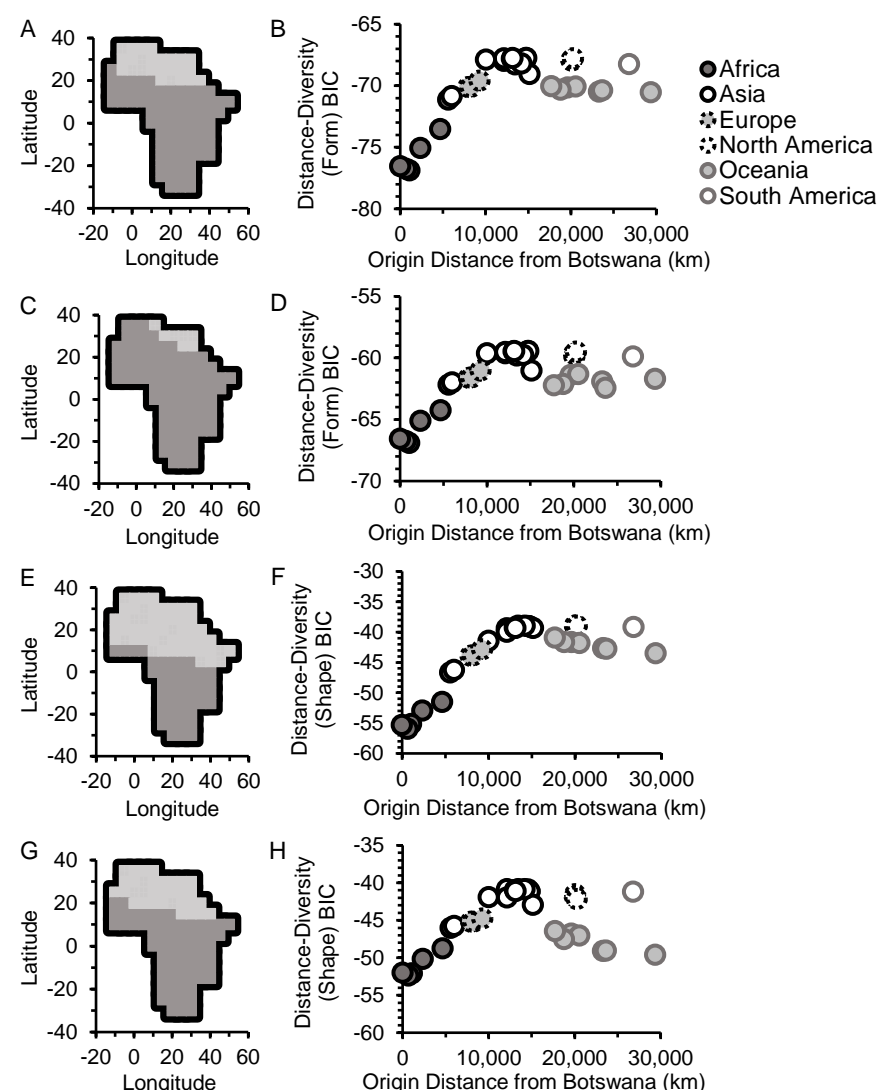 A
Latitude
40
20
0
-20
-40
-20 0 20 40 60
Longitude
B
Distance-Diversity
(Form) BIC
-65
-70
-75
-80
0 10,000 20,000 30,000
Origin Distance from Botswana (km)
Africa
Asia
Europe
North America
Oceania
South America
C
Latitude
40
20
0
-20
-40
-20 0 20 40 60
Longitude
D
Distance-Diversity
(Form) BIC
-55
-60
-65
-70
0 10,000 20,000 30,000
Origin Distance from Botswana (km)
E
Latitude
40
20
0
-20
-40
-20 0 20 40 60
Longitude
F
Distance-Diversity
(Shape) BIC
-30
-35
-40
-45
-50
-55
-60
0 10,000 20,000 30,000
Origin Distance from Botswana (km)
G
Latitude
40
20
0
-20
-40
-20 0 20 40 60
Longitude
H
Distance-Diversity
(Shape) BIC
-35
-40
-45
-50
-55
-60
0 10,000 20,000 30,000
Origin Distance from Botswana (km)